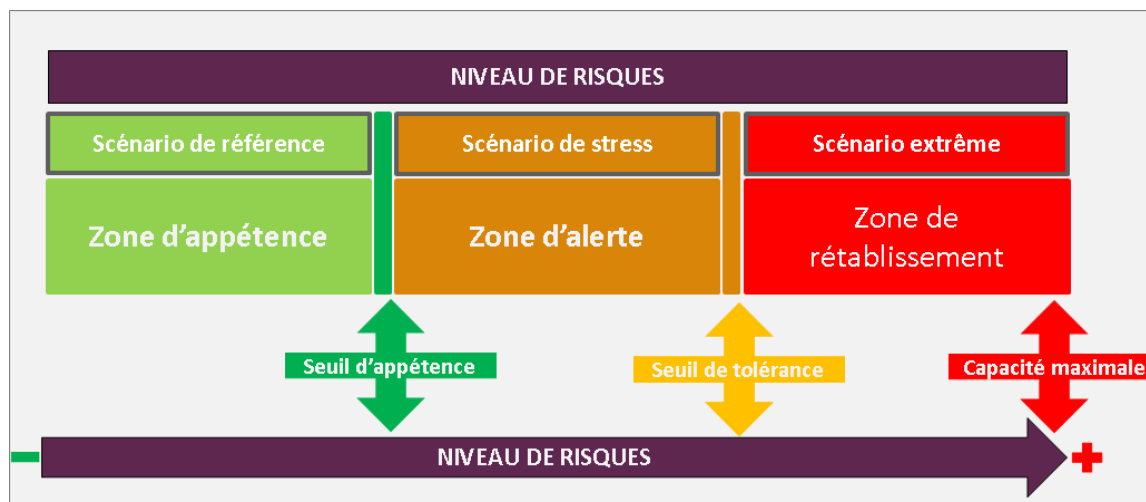 NIVEAU DE RISQUES
Scénario de référence
Scénario de stress
Scénario extrême
Zone d'appétence
Zone d'alerte
Zone de
rétablissement
Seuil d'appétence
Seuil de tolérance
Capacité maximale
NIVEAU DE RISQUES